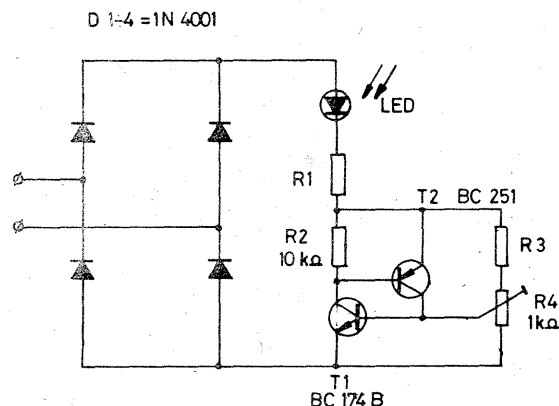 D 1-4 = 1N 4001
LED
R1
T2 BC 251
R2
10 kΩ
R3
R4
1kΩ
T1
BC 174 B